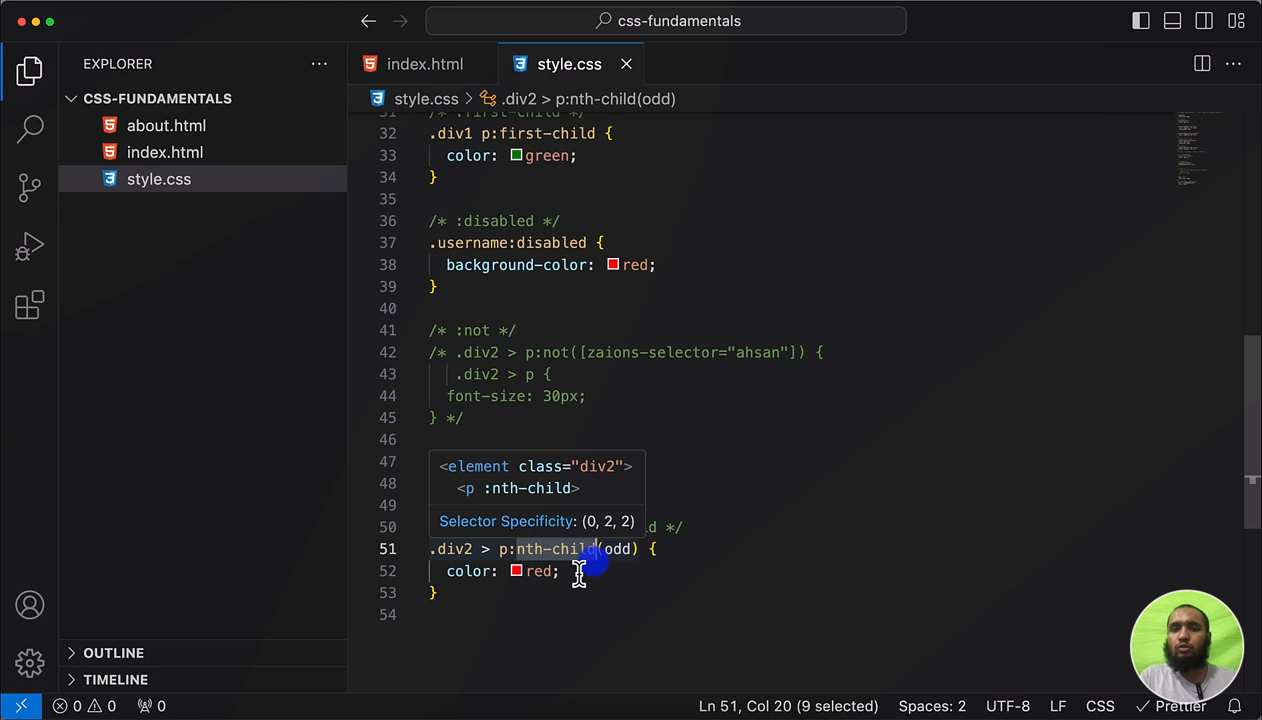 css-fundamentals
EXPLORER
CSS-FUNDAMENTALS
about.html
index.html
style.css
OUTLINE
TIMELINE
index.html
style.css
style.css > .div2 > p:nth-child(odd)
31 /* :first-child */
32 .div1 p:first-child {
33 color: green;
34 }
35
36 /* :disabled */
37 .username:disabled {
38 background-color: red;
39 }
40
41 /* :not */
42 /* .div2 > p:not([zaions-selector="ahsan"]) {
43 .div2 > p {
44 font-size: 30px;
45 } */
46
47 <element class="div2">
48 <p :nth-child>
49
Selector Specificity: (0, 2, 2)
50 d */
51 .div2 > p:nth-child(odd) {
52 color: red;
53 }
54
0 0 0 Ln 51, Col 20 (9 selected) Spaces: 2 UTF-8 LF CSS Prettier